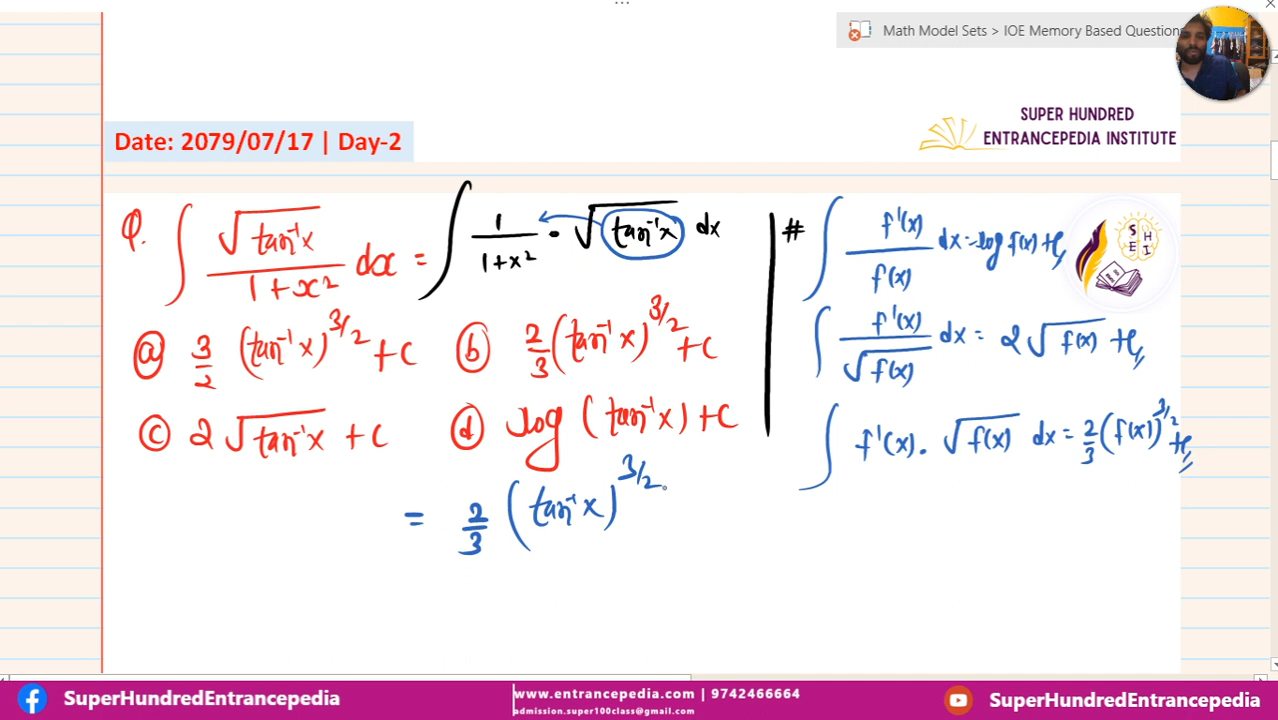 Math Model Sets > IOE Memory Based Question
SUPER HUNDRED
ENTRANCEPEDIA INSTITUTE
Date: 2079/07/17 | Day-2
Q. ∫ √(tan⁻¹x) / (1+x²) dx = ∫ 1/(1+x²) • √(tan⁻¹x) dx
ⓐ 3/2 (tan⁻¹x)^3/2 + C ⓑ 2/3 (tan⁻¹x)^3/2 + C
ⓒ 2√(tan⁻¹x) + C ⓓ log (tan⁻¹x) + C
= 2/3 (tan⁻¹x)^3/2
# ∫ f'(x)/f(x) dx = log f(x) + C,
∫ f'(x)/√f(x) dx = 2√f(x) + C,,
∫ f'(x). √f(x) dx = 2/3 (f(x))^3/2 + C,,
S H
E I
SuperHundredEntrancepedia
www.entrancepedia.com | 9742466664
admission.super100class@gmail.com
SuperHundredEntrancepedia